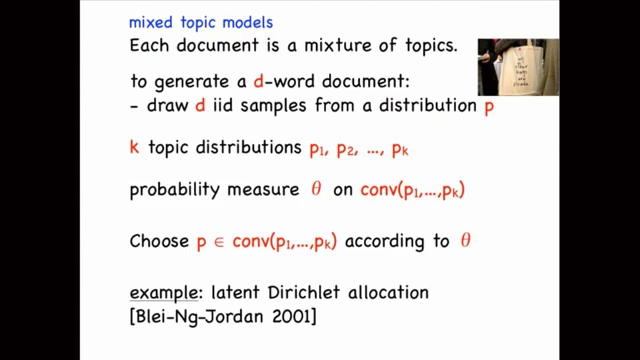 mixed topic models
Each document is a mixture of topics.
to generate a d-word document:
- draw d iid samples from a distribution p
k topic distributions p₁, p₂, ..., pₖ
probability measure θ on conv(p₁,...,pₖ)
Choose p ∈ conv(p₁,...,pₖ) according to θ
example: latent Dirichlet allocation
[Blei-Ng-Jordan 2001]